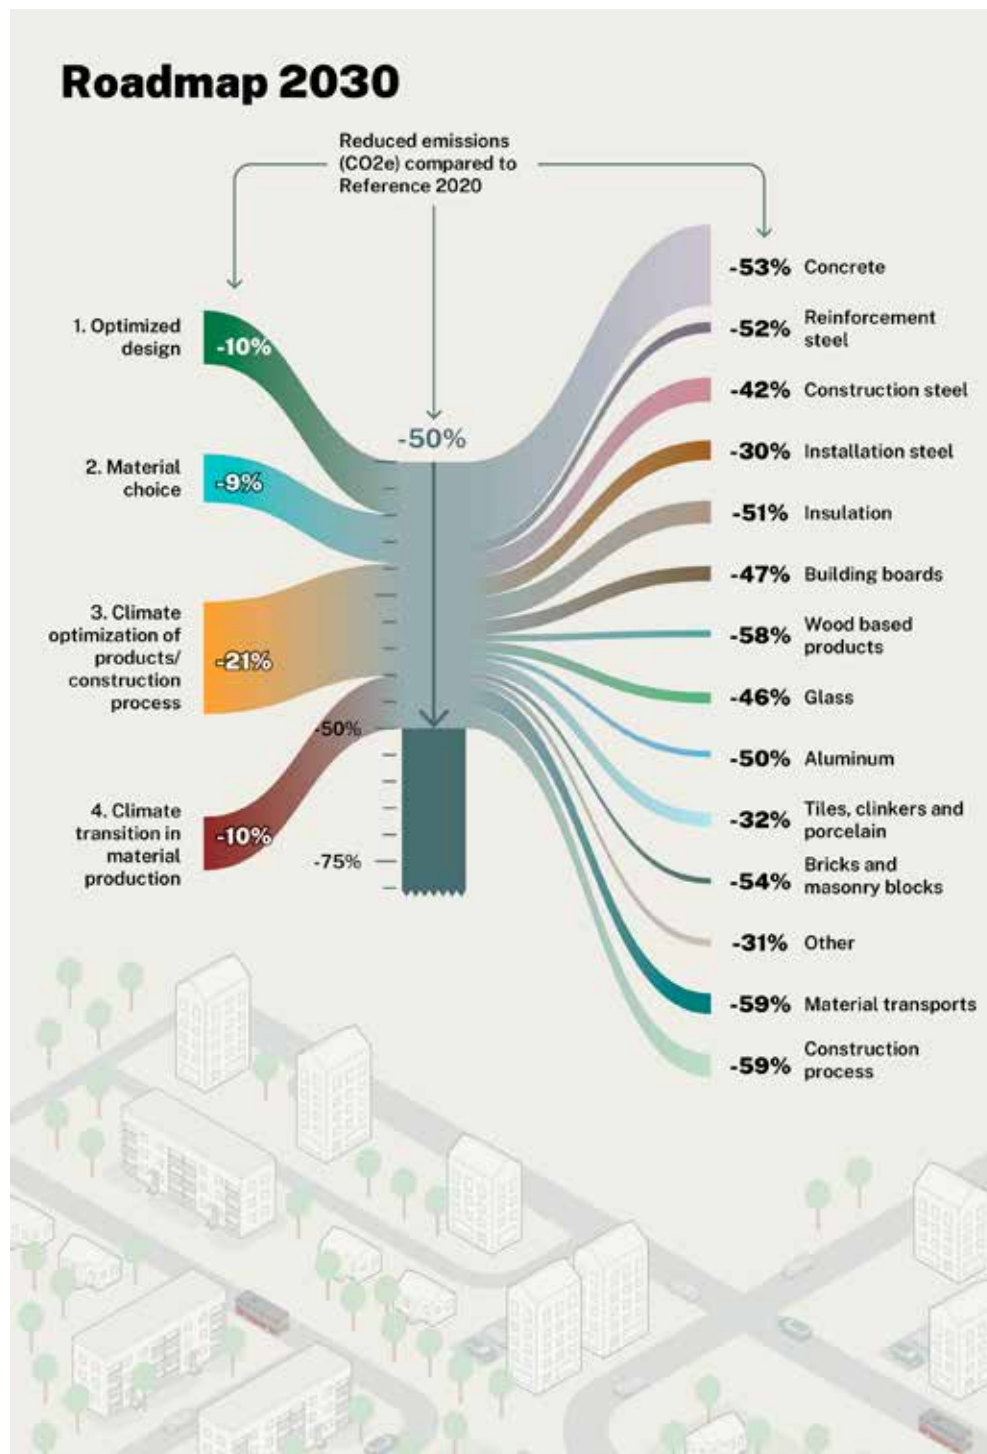 Roadmap 2030
Reduced emissions
(CO2e) compared to
Reference 2020
1. Optimized
design
-10%
2. Material
choice
-9%
3. Climate
optimization of
products/
construction
process
-21%
4. Climate
transition in
material
production
-10%
-50%
-50%
-75%
-53% Concrete
-52% Reinforcement
steel
-42% Construction steel
-30% Installation steel
-51% Insulation
-47% Building boards
-58% Wood based
products
-46% Glass
-50% Aluminum
-32% Tiles, clinkers and
porcelain
-54% Bricks and
masonry blocks
-31% Other
-59% Material transports
-59% Construction
process